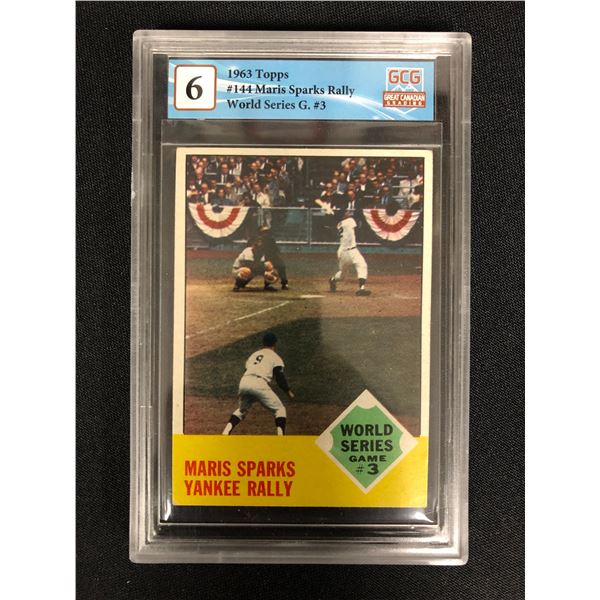 6
1963 Topps
#144 Maris Sparks Rally
World Series G. #3
GCG
GREAT CANADIAN
GRADING
9
WORLD
SERIES
GAME
#3
MARIS SPARKS
YANKEE RALLY